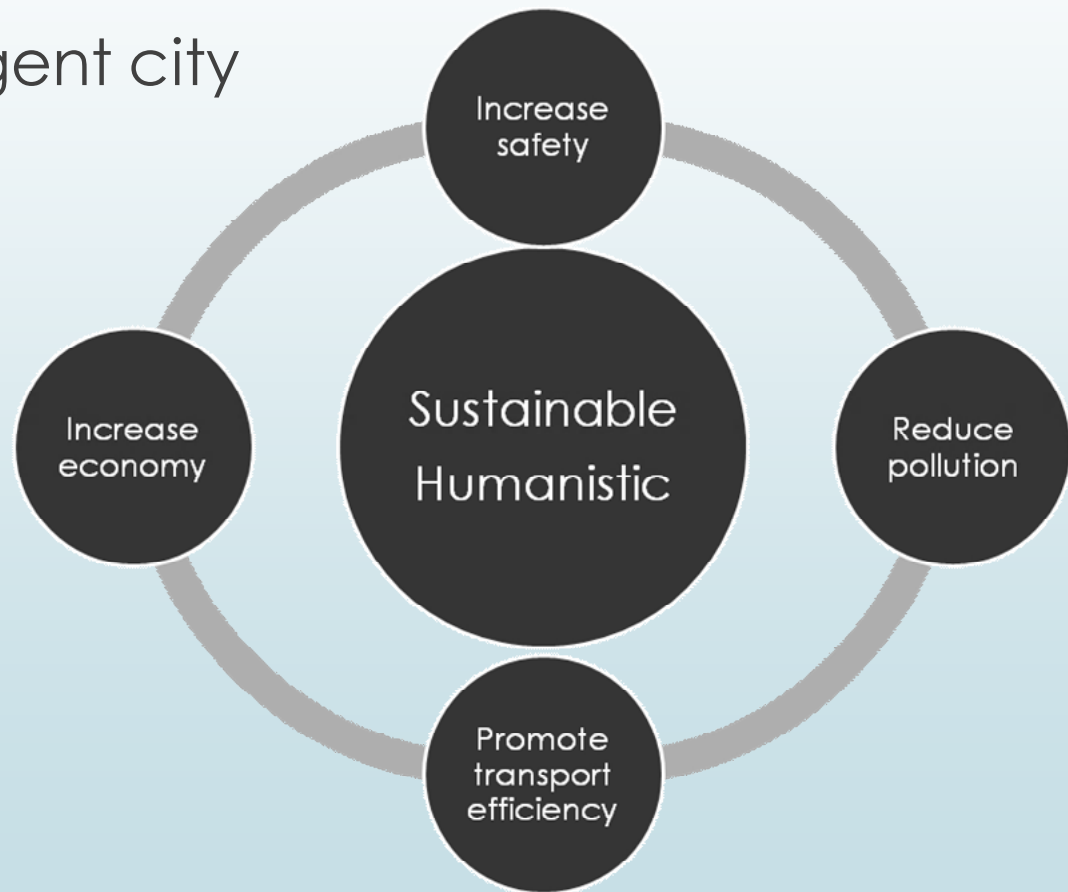 gent city
Increase
safety
Increase
economy
Sustainable
Humanistic
Reduce
pollution
Promote
transport
efficiency